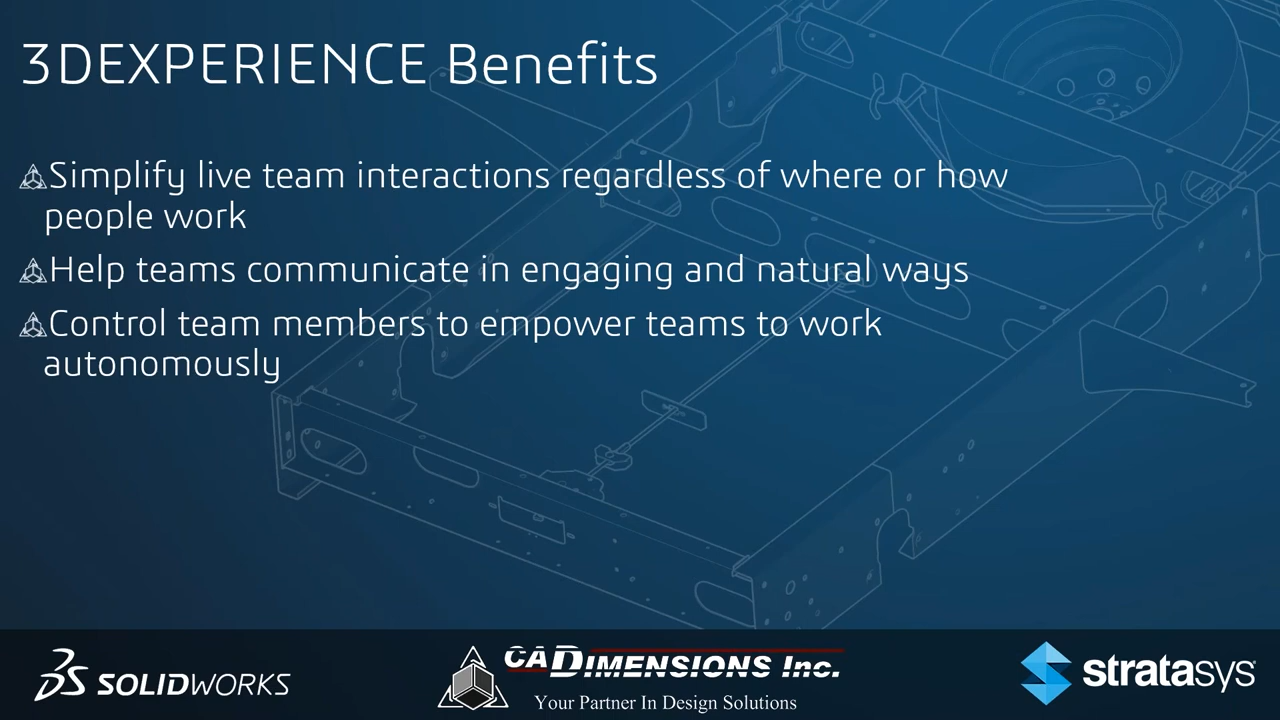 3DEXPERIENCE Benefits
Simplify live team interactions regardless of where or how
people work
Help teams communicate in engaging and natural ways
Control team members to empower teams to work
autonomously
SOLIDWORKS
CADIMENSIONS INC.
Your Partner In Design Solutions
stratasys